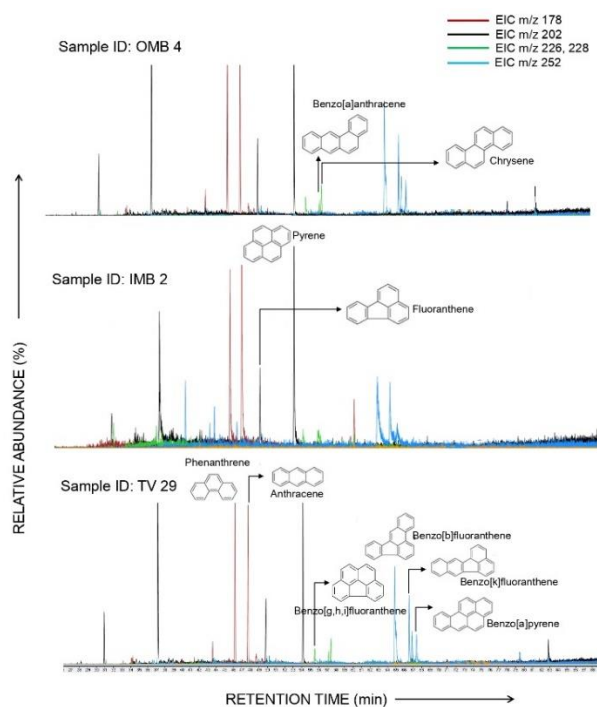 EIC m/z 178
EIC m/z 202
EIC m/z 226, 228
EIC m/z 252
Sample ID: OMB 4
Benzo[a]anthracene
Chrysene
Sample ID: IMB 2
Pyrene
Fluoranthene
Sample ID: TV 29
Phenanthrene
Anthracene
Benzo[b]fluoranthene
Benzo[k]fluoranthene
Benzo[g,h,i]fluoranthene
Benzo[a]pyrene
RELATIVE ABUNDANCE (%)
RETENTION TIME (min)